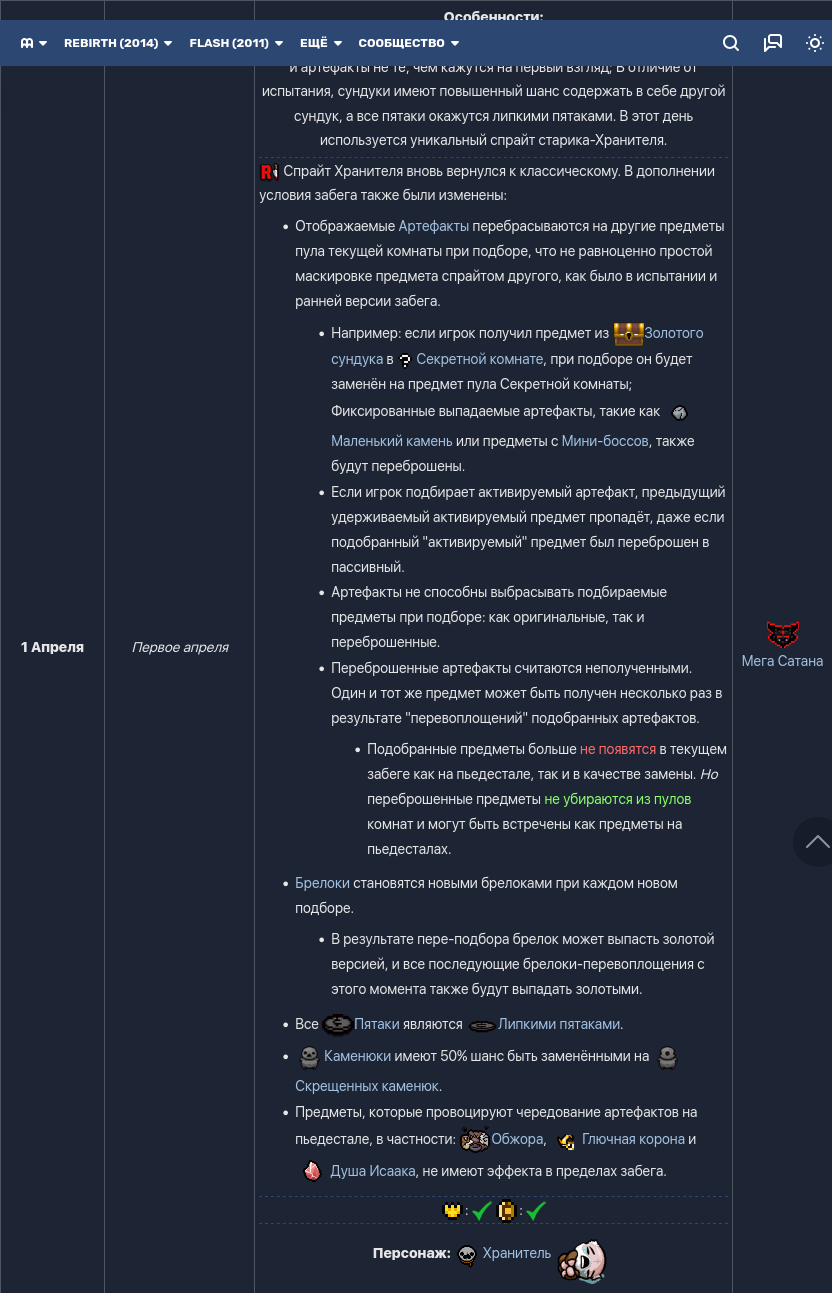 Особенности:
REBIRTH (2014) FLASH (2011) ЕЩЁ СООБЩЕСТВО
и артефакты не те, чем кажутся на первый взгляд; В отличие от
испытания, сундуки имеют повышенный шанс содержать в себе другой
сундук, а все пятаки окажутся липкими пятаками. В этот день
используется уникальный спрайт старика-Хранителя.
R Спрайт Хранителя вновь вернулся к классическому. В дополнении
условия забега также были изменены:
• Отображаемые Артефакты перебрасываются на другие предметы
пула текущей комнаты при подборе, что не равноценно простой
маскировке предмета спрайтом другого, как было в испытании и
ранней версии забега.
• Например: если игрок получил предмет из Золотого
сундука в ? Секретной комнате, при подборе он будет
заменён на предмет пула Секретной комнаты;
Фиксированные выпадаемые артефакты, такие как
Маленький камень или предметы с Мини-боссов, также
будут переброшены.
• Если игрок подбирает активируемый артефакт, предыдущий
удерживаемый активируемый предмет пропадёт, даже если
подобранный "активируемый" предмет был переброшен в
пассивный.
• Артефакты не способны выбрасывать подбираемые
предметы при подборе: как оригинальные, так и
переброшенные.
1 Апреля
Первое апреля
Мега Сатана
• Переброшенные артефакты считаются неполученными.
Один и тот же предмет может быть получен несколько раз в
результате "перевоплощений" подобранных артефактов.
• Подобранные предметы больше не появятся в текущем
забеге как на пьедестале, так и в качестве замены. Но
переброшенные предметы не убираются из пулов
комнат и могут быть встречены как предметы на
пьедесталах.
• Брелоки становятся новыми брелоками при каждом новом
подборе.
• В результате пере-подбора брелок может выпасть золотой
версией, и все последующие брелоки-перевоплощения с
этого момента также будут выпадать золотыми.
• Все Пятаки являются Липкими пятаками.
• Каменюки имеют 50% шанс быть заменёнными на
Скрещенных каменюк.
• Предметы, которые провоцируют чередование артефактов на
пьедестале, в частности: Обжора, Глючная корона и
Душа Исаака, не имеют эффекта в пределах забега.
: :
Персонаж: Хранитель